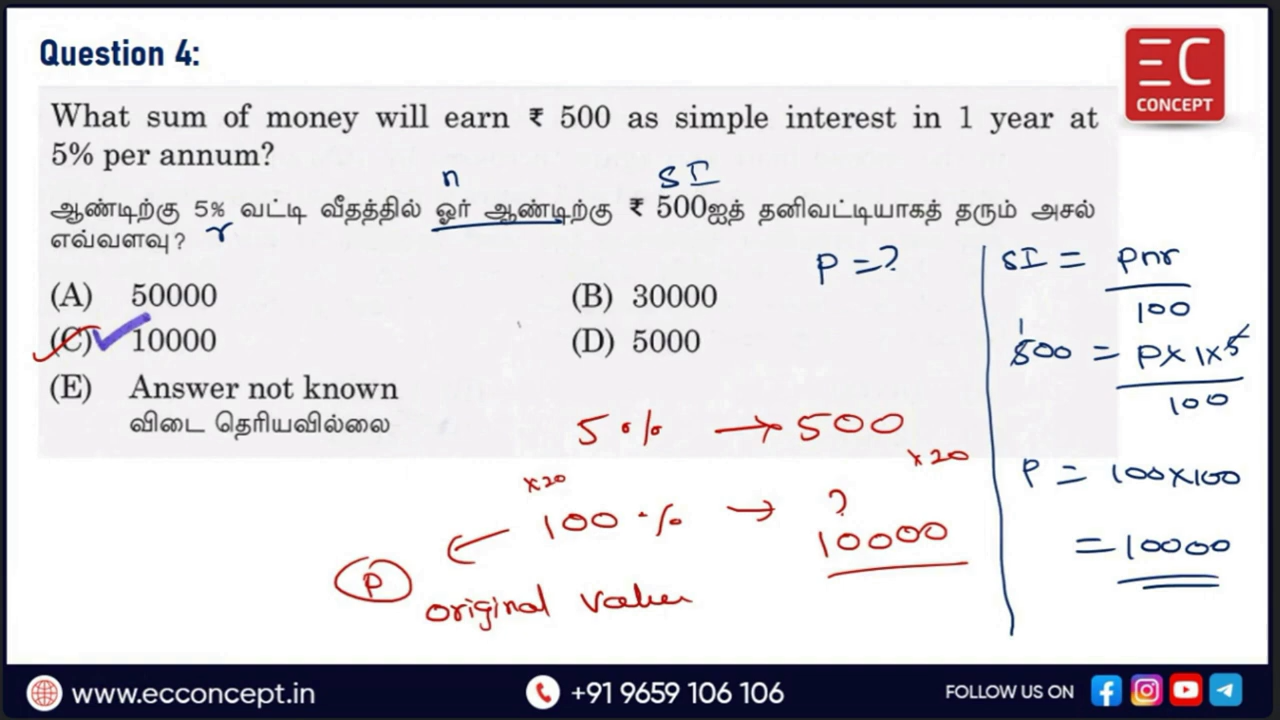 Question 4:
EC
CONCEPT
What sum of money will earn ₹ 500 as simple interest in 1 year at
5% per annum?
n
SI
ஆண்டிற்கு 5% வட்டி வீதத்தில் ஓர் ஆண்டிற்கு ₹ 500ஐத் தனிவட்டியாகத் தரும் அசல்
எவ்வளவு?
r
P = ?
(A) 50000
(B) 30000
(C) 10000
(D) 5000
(E) Answer not known
விடை தெரியவில்லை
SI = pnr
100
1
500 = P x 1 x 5
100
P = 100 x 100
= 10000
5 % → 500
x 20
x 20
100 % → ?
10000
P
original value
www.ecconcept.in
+91 9659 106 106
FOLLOW US ON